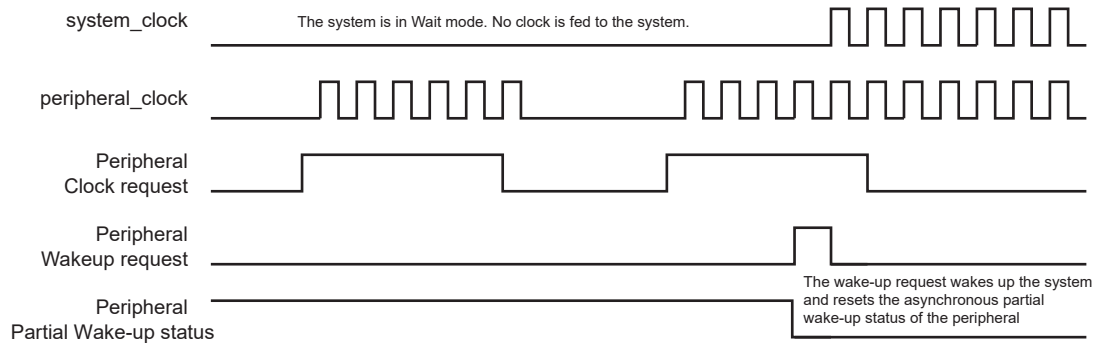 system_clock
The system is in Wait mode. No clock is fed to the system.
peripheral_clock
Peripheral
Clock request
Peripheral
Wakeup request
The wake-up request wakes up the system
and resets the asynchronous partial
wake-up status of the peripheral
Peripheral
Partial Wake-up status